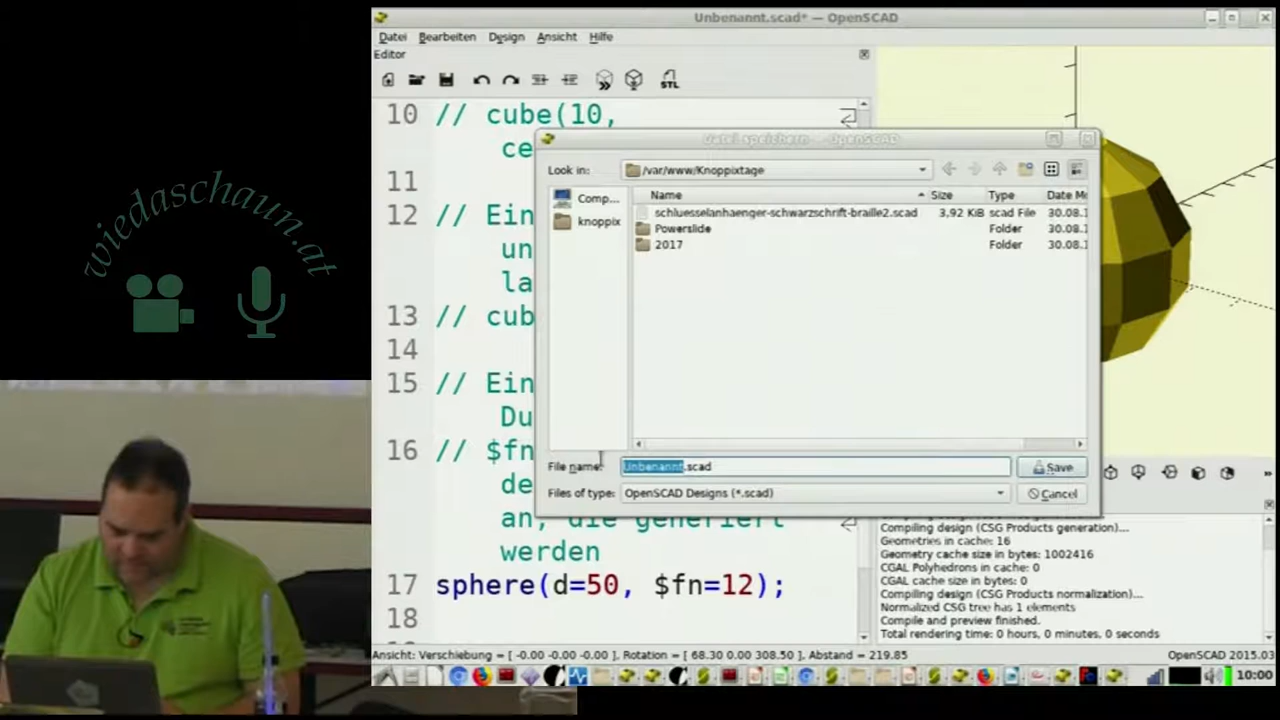 wiedaschaun.at
Unbenannt.scad* — OpenSCAD
Datei Bearbeiten Design Ansicht Hilfe
Editor
STL
10 // cube(10,
ce
11
12 // Ein
un
la
13 // cub
14
15 // Ein
Du
16 // $fn
de
an, die generiert
werden
17 sphere(d=50, $fn=12);
18
Datei speichern — OpenSCAD
Look in: /var/www/Knoppixtage
Comp...
knoppix
Name Size Type Date M
schluesselanhaenger-schwarzschrift-braille2.scad 3,92 KiB scad File 30.08.1
Powerslide Folder 30.08.1
2017 Folder 30.08.1
File name: Unbenannt.scad Save
Files of type: OpenSCAD Designs (*.scad) Cancel
Compiling design (CSG Products generation)...
Geometries in cache: 16
Geometry cache size in bytes: 1002416
CGAL Polyhedrons in cache: 0
CGAL cache size in bytes: 0
Compiling design (CSG Products normalization)...
Normalized CSG tree has 1 elements
Compile and preview finished.
Total rendering time: 0 hours, 0 minutes, 0 seconds
Ansicht: Verschiebung = [ -0.00 -0.00 -0.00 ], Rotation = [ 68.30 0.00 308.50 ], Abstand = 219.85
OpenSCAD 2015.03
10:00